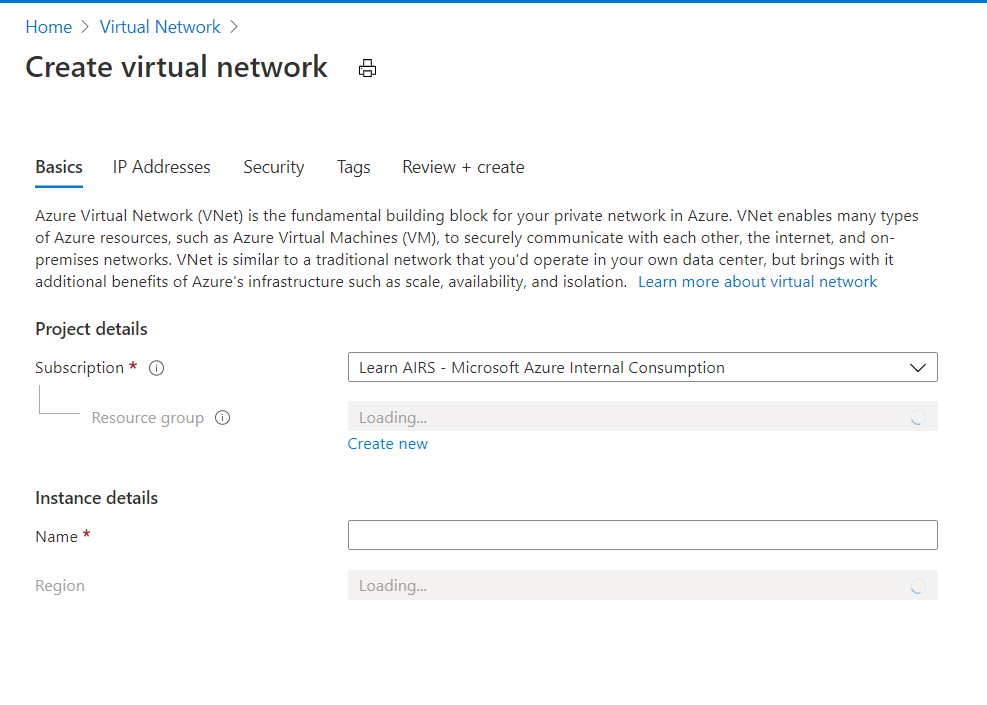 Home > Virtual Network >
Create virtual network
Basics IP Addresses Security Tags Review + create
Azure Virtual Network (VNet) is the fundamental building block for your private network in Azure. VNet enables many types
of Azure resources, such as Azure Virtual Machines (VM), to securely communicate with each other, the internet, and on-
premises networks. VNet is similar to a traditional network that you'd operate in your own data center, but brings with it
additional benefits of Azure's infrastructure such as scale, availability, and isolation. Learn more about virtual network
Project details
Subscription * Learn AIRS - Microsoft Azure Internal Consumption
Resource group Loading...
Create new
Instance details
Name *
Region Loading...